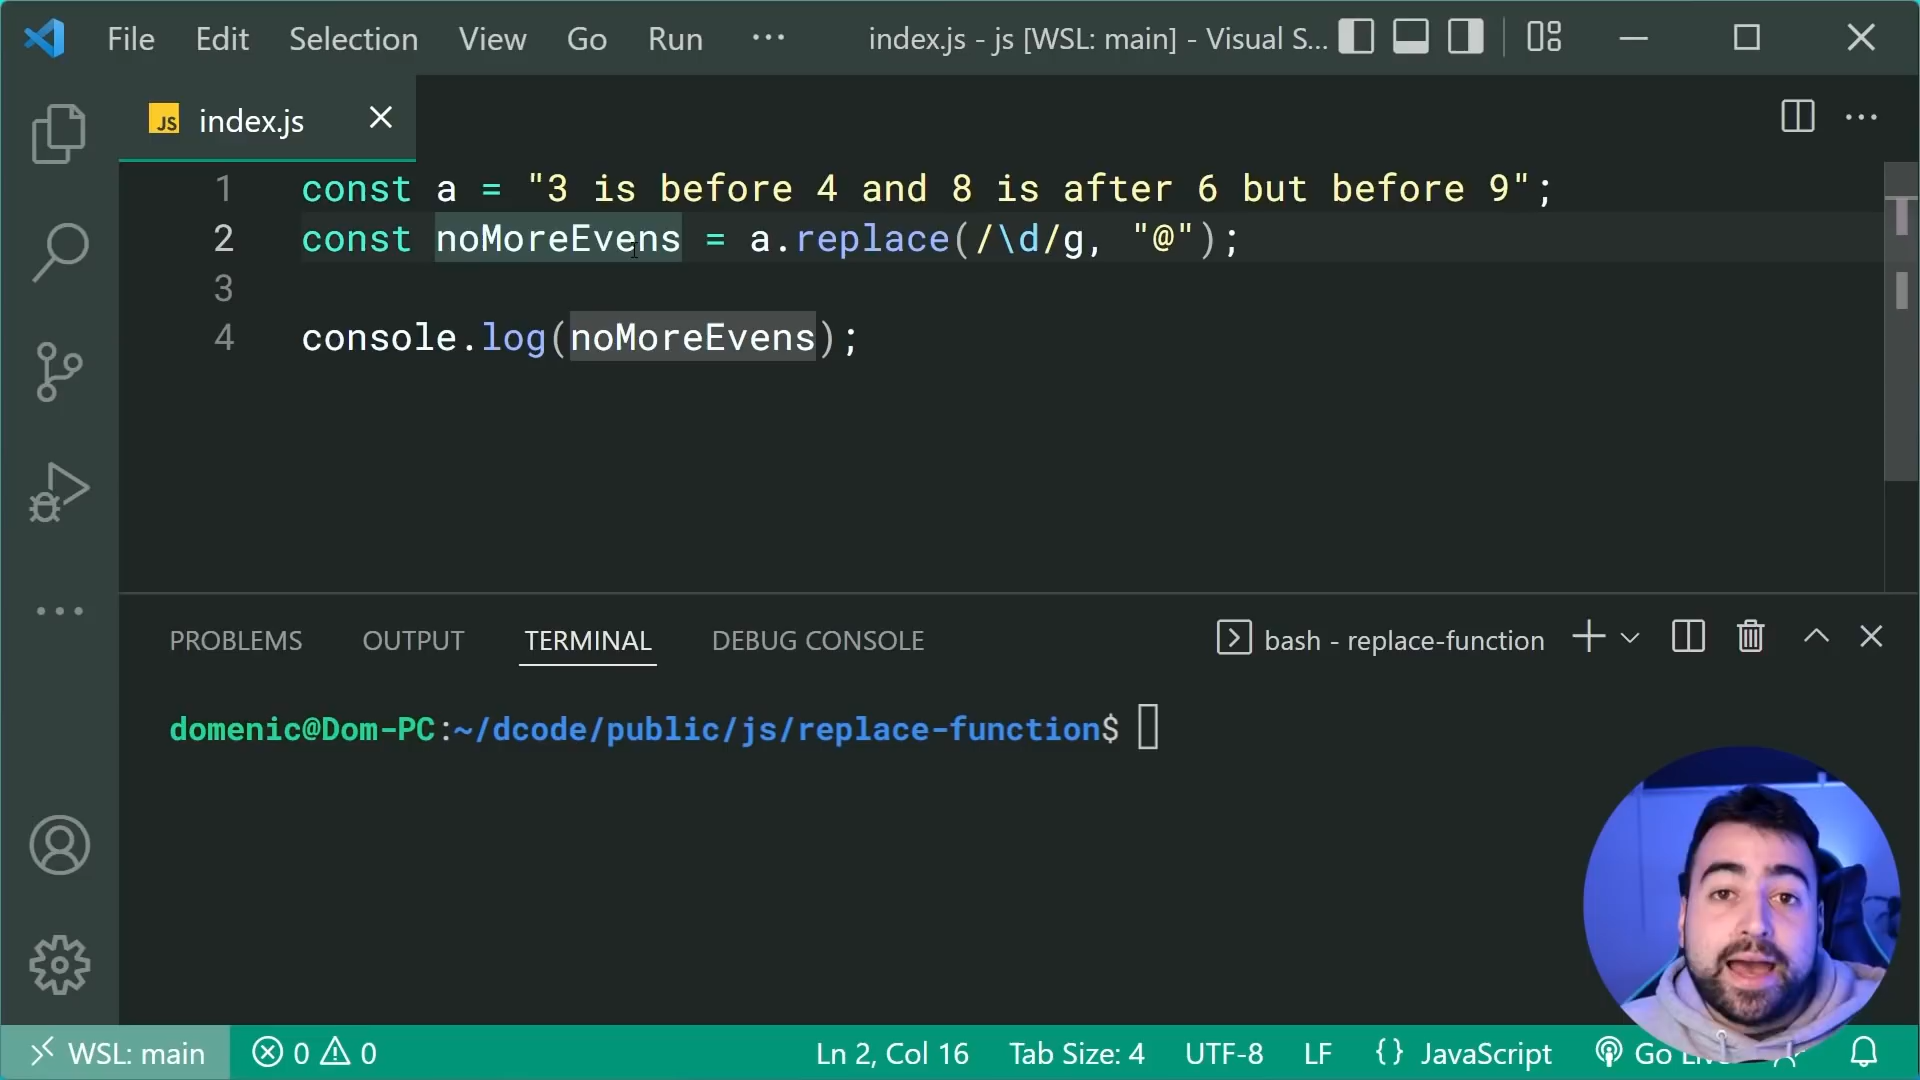 File Edit Selection View Go Run ··· index.js - js [WSL: main] - Visual S...
JS index.js
1 const a = "3 is before 4 and 8 is after 6 but before 9";
2 const noMoreEvens = a.replace(/\d/g, "@");
3
4 console.log(noMoreEvens);
PROBLEMS OUTPUT TERMINAL DEBUG CONSOLE bash - replace-function
domenic@Dom-PC:~/dcode/public/js/replace-function$
WSL: main 0 0 Ln 2, Col 16 Tab Size: 4 UTF-8 LF {} JavaScript Go